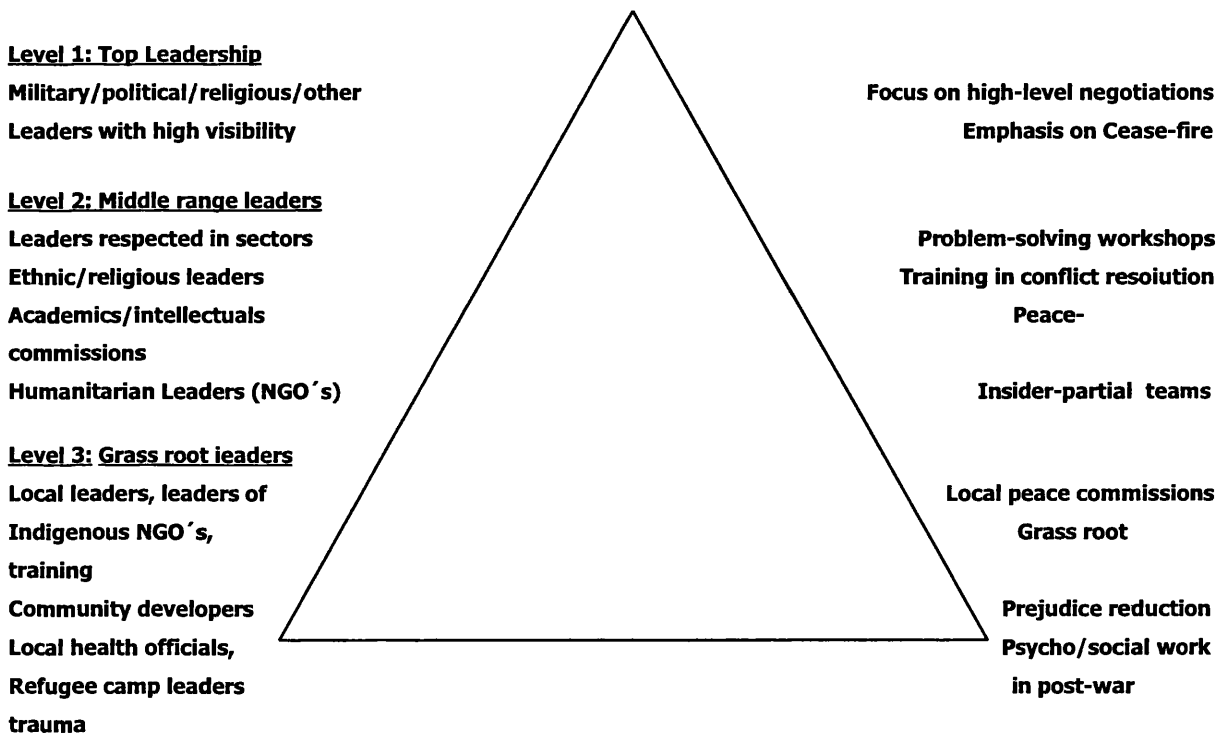 Level 1: Top Leadership
Military/political/religious/other Focus on high-level negotiations
Leaders with high visibility Emphasis on Cease-fire
Level 2: Middle range leaders
Leaders respected in sectors Problem-solving workshops
Ethnic/religious leaders Training in conflict resoiution
Academics/intellectuals Peace-
commissions
Humanitarian Leaders (NGO´s) Insider-partial teams
Level 3: Grass root ieaders
Local leaders, leaders of Local peace commissions
Indigenous NGO´s, Grass root
training
Community developers Prejudice reduction
Local health officials, Psycho/social work
Refugee camp leaders in post-war
trauma